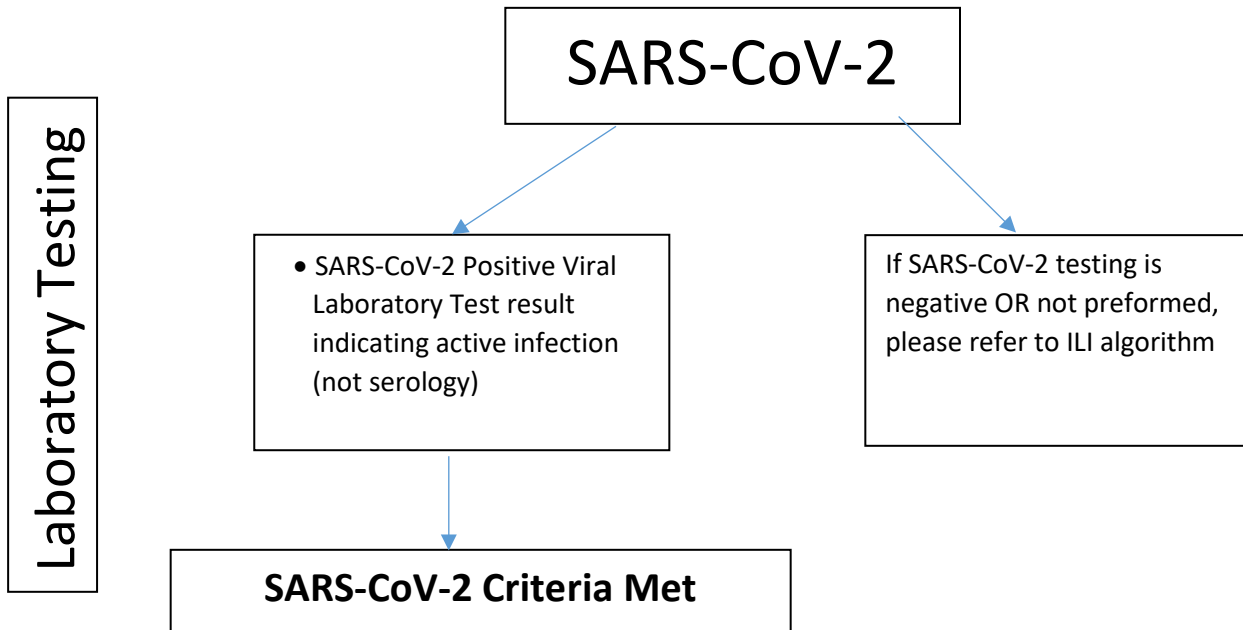 SARS-CoV-2
Laboratory Testing
• SARS-CoV-2 Positive Viral
Laboratory Test result
indicating active infection
(not serology)
If SARS-CoV-2 testing is
negative OR not preformed,
please refer to ILI algorithm
SARS-CoV-2 Criteria Met